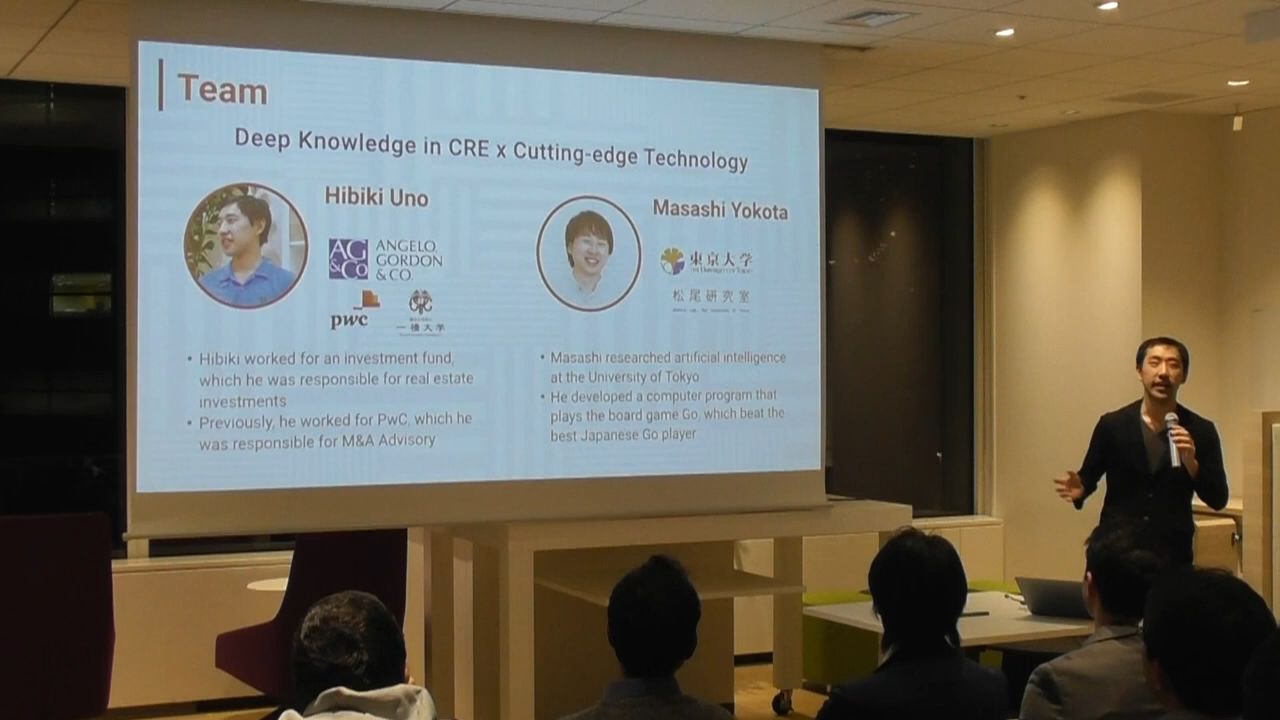 Team
Deep Knowledge in CRE x Cutting-edge Technology
Hibiki Uno
AG
&Co
ANGELO,
GORDON
&CO.
pwc
一橋大学
• Hibiki worked for an investment fund,
which he was responsible for real estate
investments
• Previously, he worked for PwC, which he
was responsible for M&A Advisory
Masashi Yokota
東京大学
THE UNIVERSITY OF TOKYO
松尾研究室
• Masashi researched artificial intelligence
at the University of Tokyo
• He developed a computer program that
plays the board game Go, which beat the
best Japanese Go player